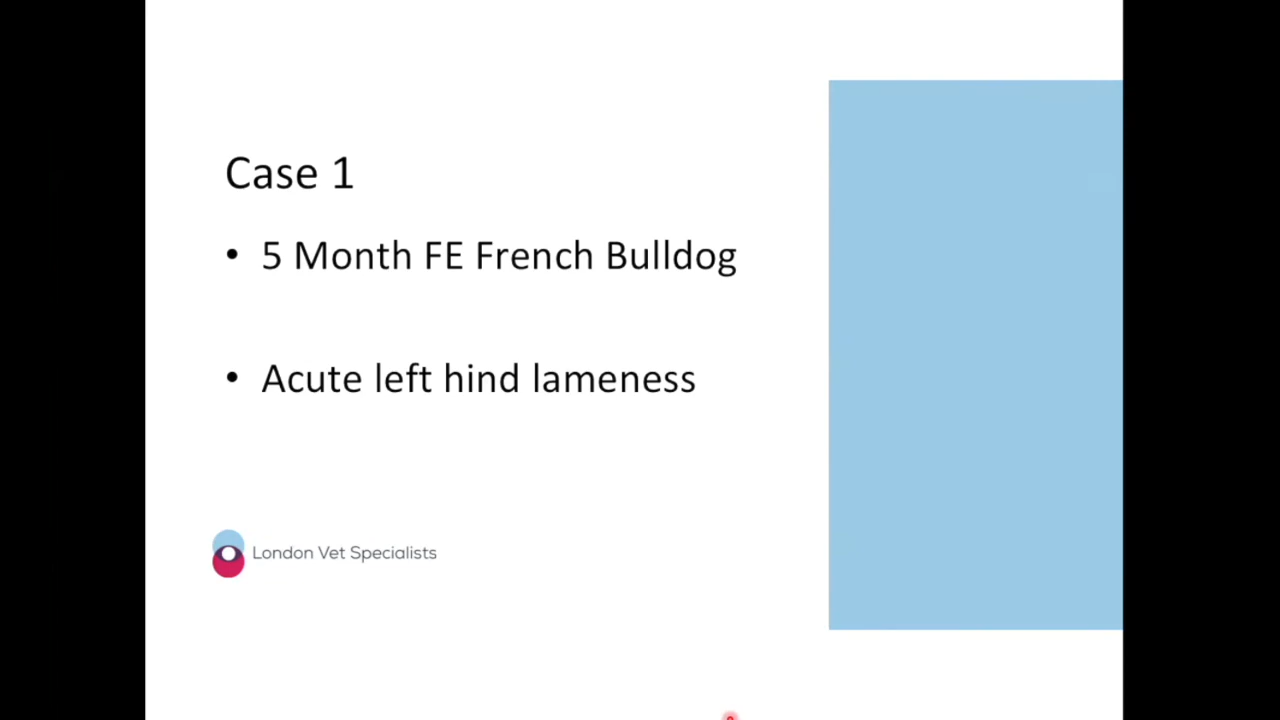 Case 1
• 5 Month FE French Bulldog
• Acute left hind lameness
London Vet Specialists